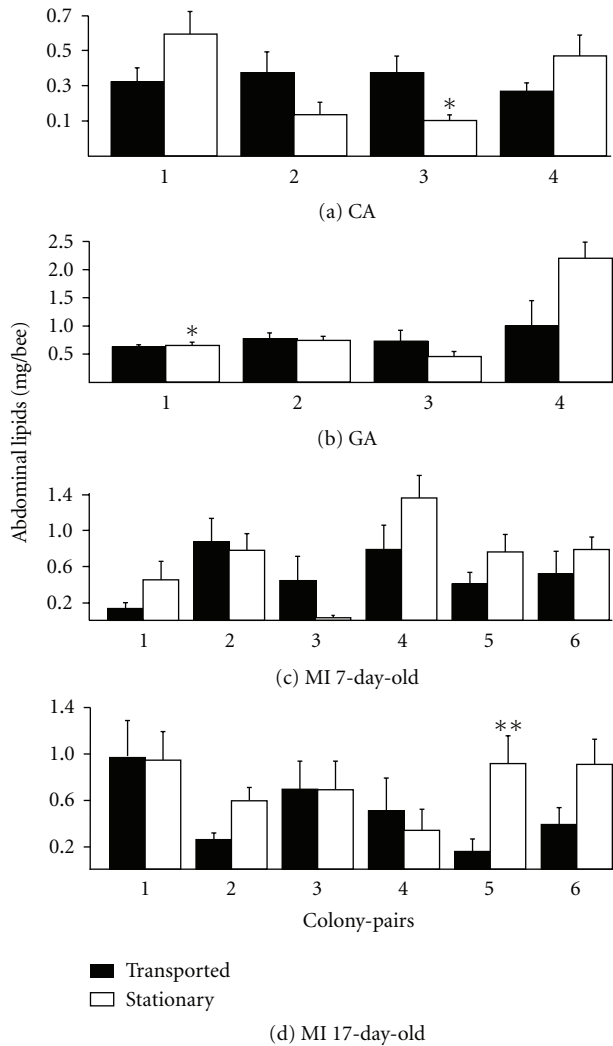 0.7
0.5
0.3
0.1
*
1 2 3 4
(a) CA
2.5
2.0
1.5
1.0
0.5
*
1 2 3 4
(b) GA
Abdominal lipids (mg/bee)
1.4
1.0
0.6
0.2
1 2 3 4 5 6
(c) MI 7-day-old
1.4
1.0
0.6
0.2
**
1 2 3 4 5 6
Colony-pairs
Transported
Stationary
(d) MI 17-day-old